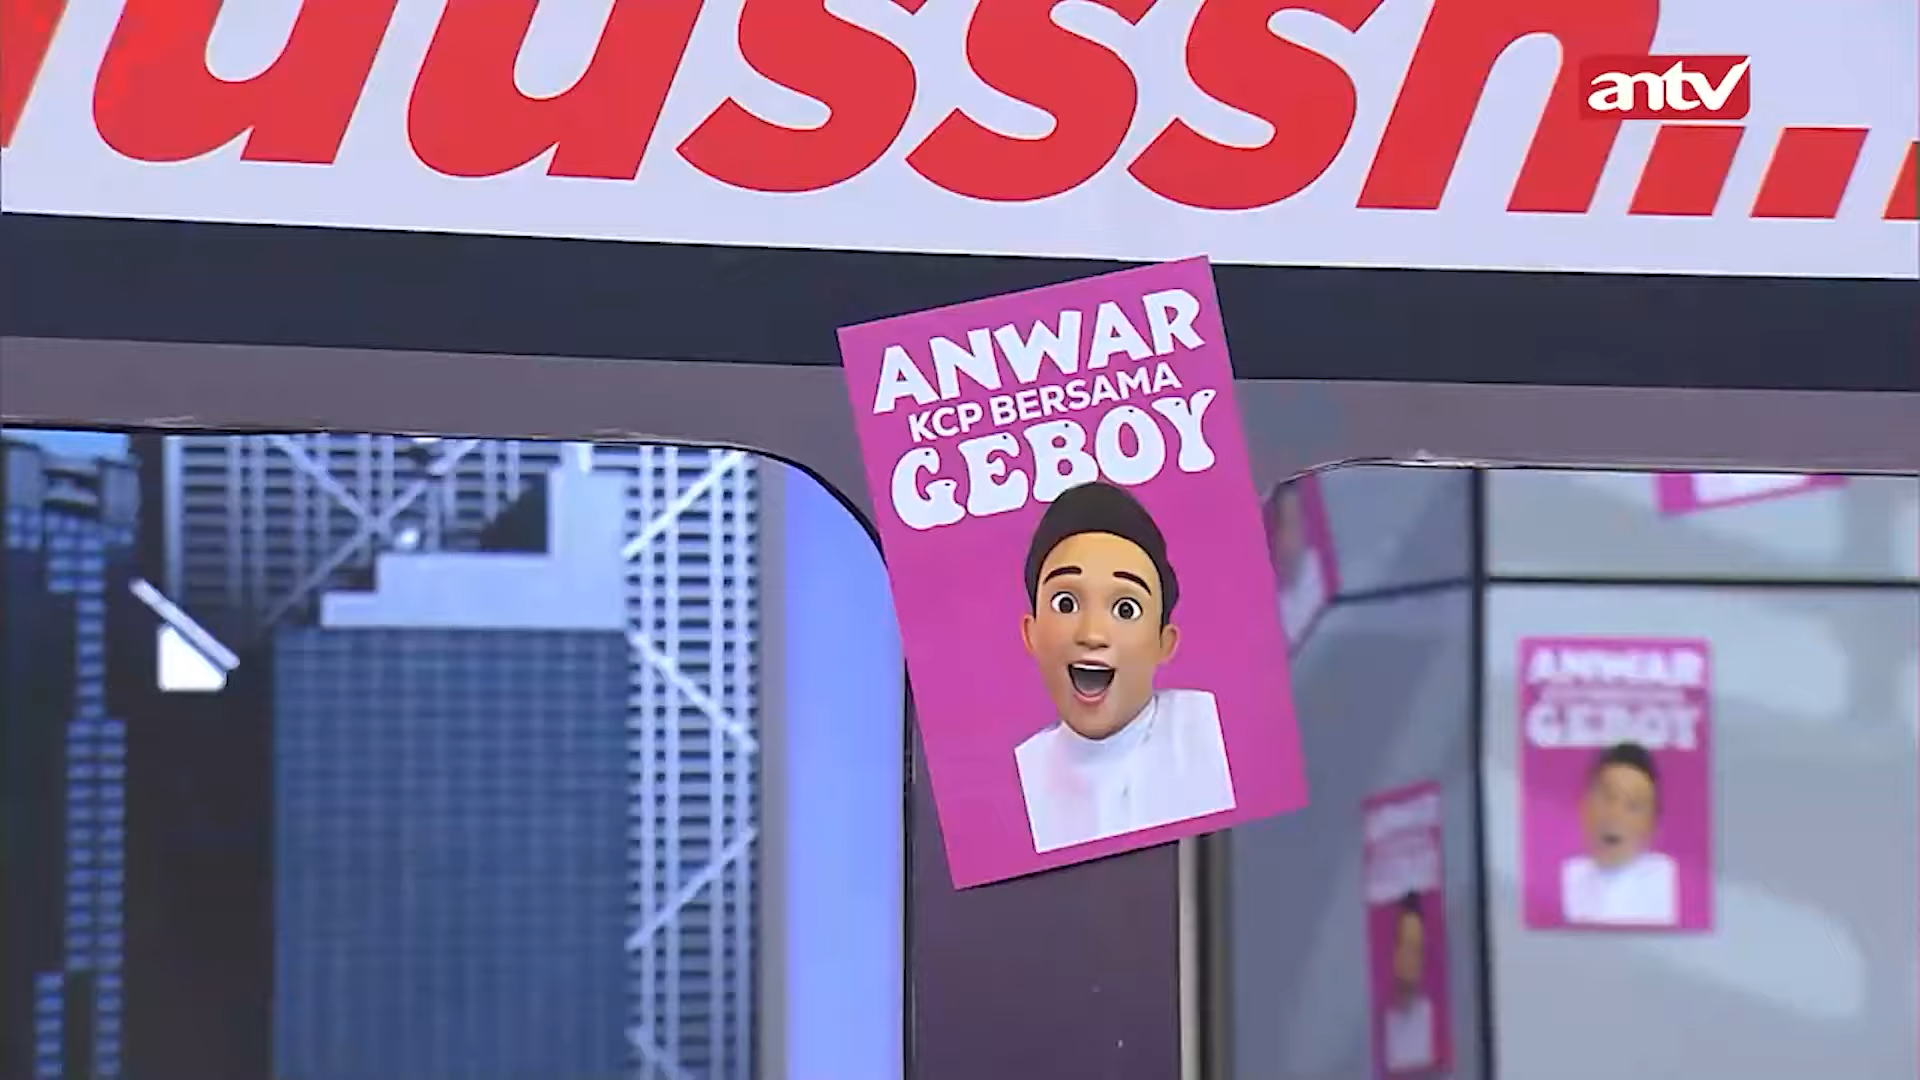 uusssh...
antv
ANWAR
KCP BERSAMA
GEBOY
ANWAR
GEBOY